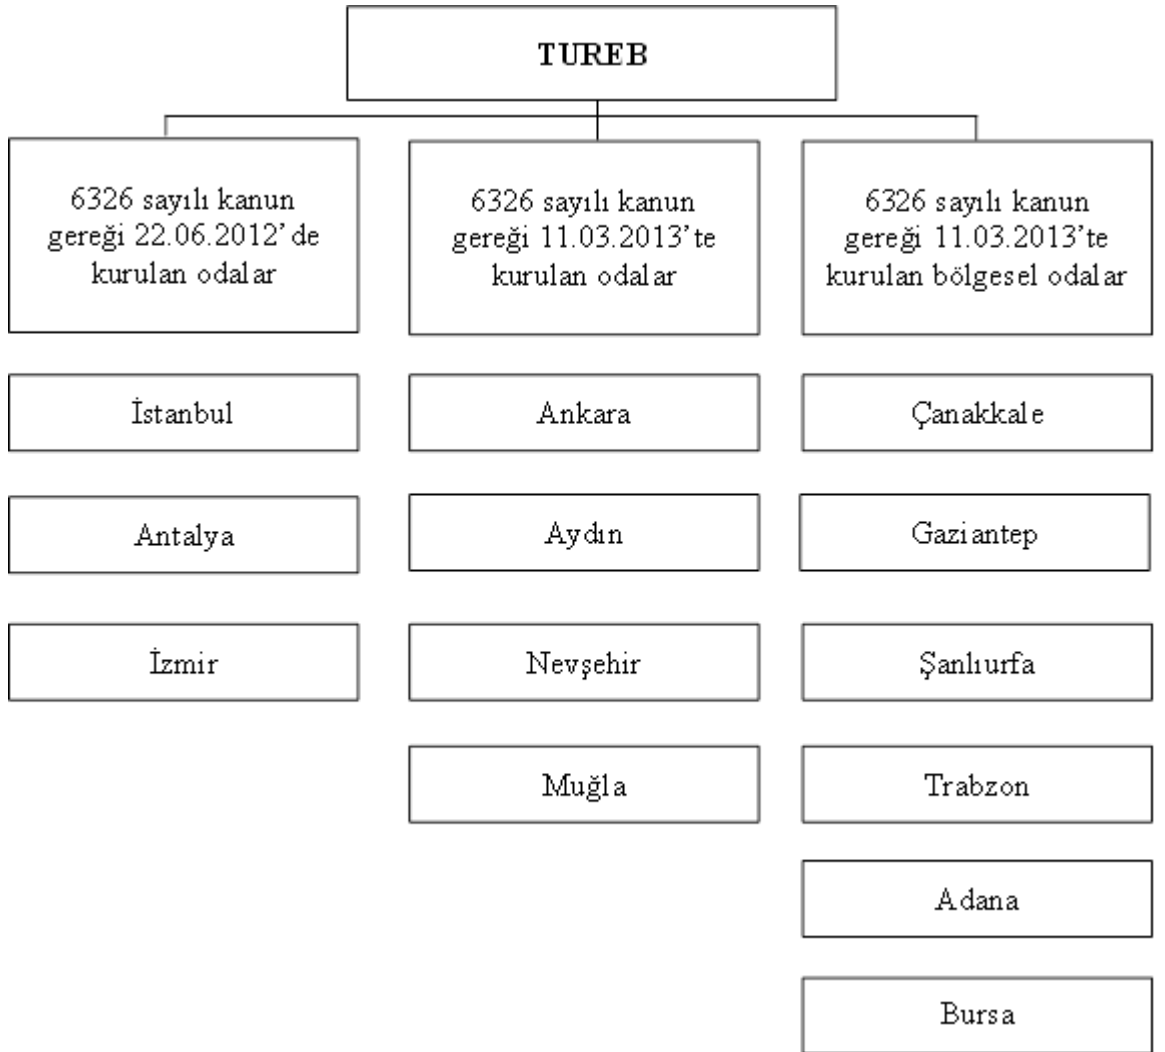 TUREB
6326 sayılı kanun
gereği 22.06.2012’de
kurulan odalar
6326 sayılı kanun
gereği 11.03.2013’te
kurulan odalar
6326 sayılı kanun
gereği 11.03.2013’te
kurulan bölgesel odalar
İstanbul
Antalya
İzmir
Ankara
Aydın
Nevşehir
Muğla
Çanakkale
Gaziantep
Şanlıurfa
Trabzon
Adana
Bursa